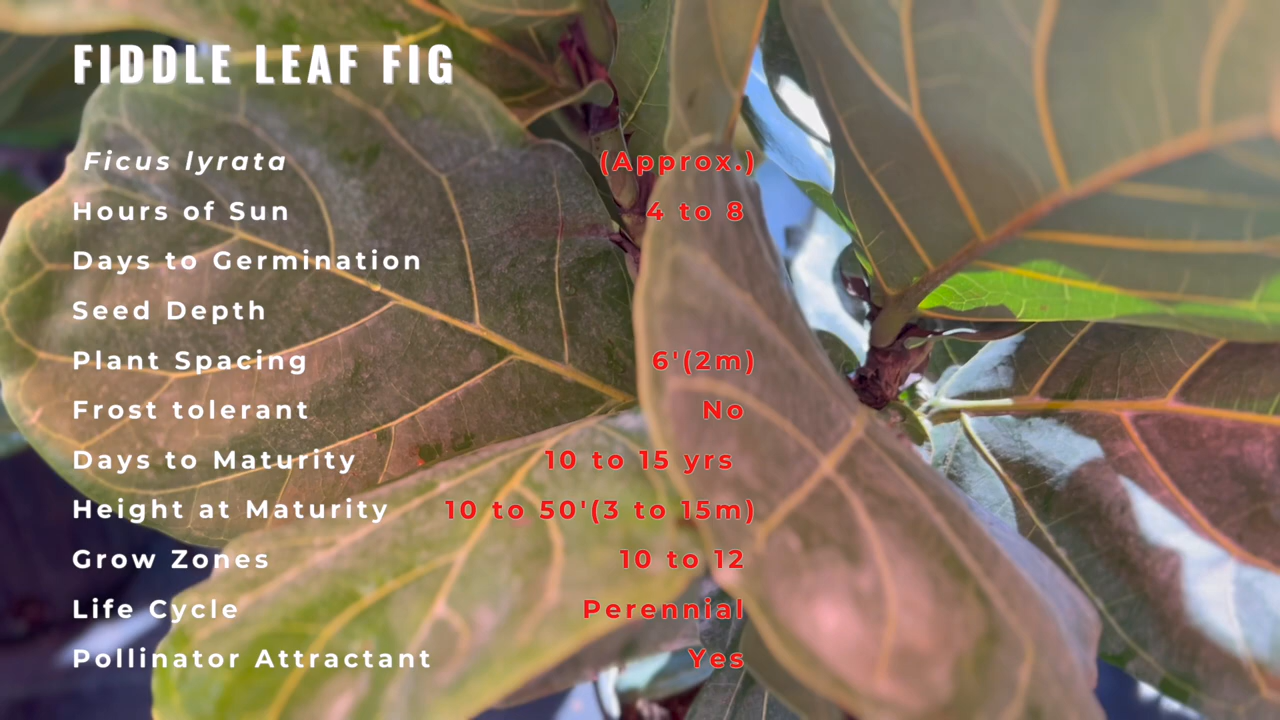 FIDDLE LEAF FIG
Ficus lyrata (Approx.)
Hours of Sun 4 to 8
Days to Germination
Seed Depth
Plant Spacing 6'(2m)
Frost tolerant No
Days to Maturity 10 to 15 yrs
Height at Maturity 10 to 50'(3 to 15m)
Grow Zones 10 to 12
Life Cycle Perennial
Pollinator Attractant Yes